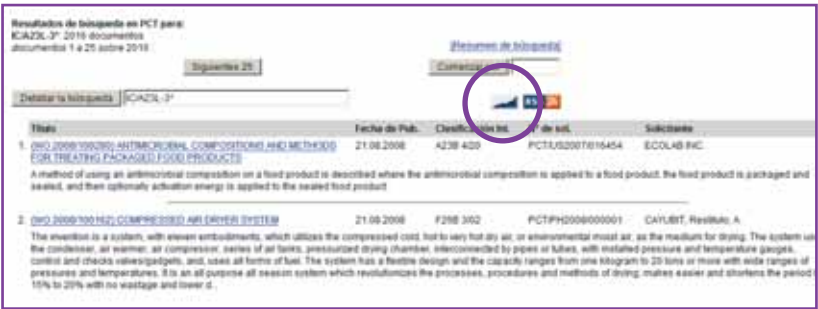 Resultados de búsqueda en PCT para:
IC/A23L-3*: 2016 documentos
documentos 1 a 25 sobre 2016
[Resumen de búsqueda]
Siguientes 25
Comenzar en
Detallar la búsqueda IC/A23L-3*
RSS
Título Fecha de Pub. Clasificación Int. Nº de sol. Solicitante
1. (WO 2008/100260) ANTIMICROBIAL COMPOSITIONS AND METHODS 21.08.2008 A23B 4/20 PCT/US2007/016454 ECOLAB INC.
FOR TREATING PACKAGED FOOD PRODUCTS
A method of using an antimicrobial composition on a food product is described where the antimicrobial composition is applied to a food product, the food product is packaged and
sealed, and then optionally activation energy is applied to the sealed food product
2. (WO 2008/100162) COMPRESSED AIR DRYER SYSTEM 21.08.2008 F26B 3/02 PCT/PH2008/000001 CAYUBIT, Restituto, A.
The invention is a system, with eleven embodiments, which utilizes the compressed cold, hot to very hot dry air, or environmental moist air, as the medium for drying. The system us
the condenser, air warmer, air compressor, series of air tanks, pressurized drying chamber, interconnected by pipes or tubes, with installed pressure and temperature gauges,
control and checks valves/gadgets, and, uses all forms of fuel. The system has a flexible design and the capacity ranges from one kilogram to 20 tons or more with wide ranges of
pressures and temperatures. It is an all purpose all season system which revolutionizes the processes, procedures and methods of drying; makes easier and shortens the period
15% to 20% with no wastage and lower d..